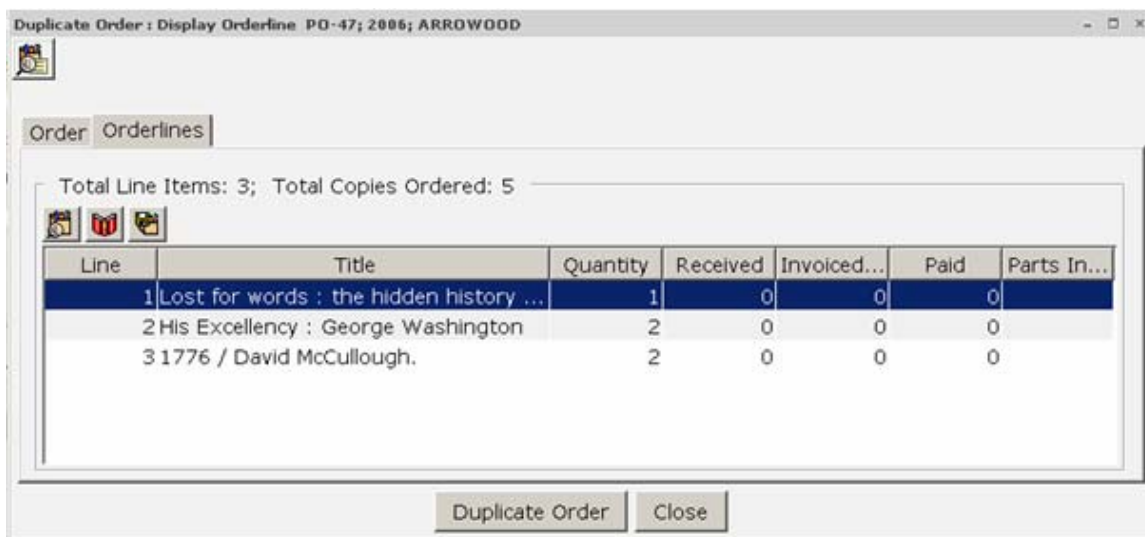 Duplicate Order : Display Orderline PO-47; 2006; ARROWOOD
Order Orderlines
Total Line Items: 3; Total Copies Ordered: 5
Line Title Quantity Received Invoiced... Paid Parts In...
1 Lost for words : the hidden history ... 1 0 0 0
2 His Excellency : George Washington 2 0 0 0
3 1776 / David McCullough. 2 0 0 0
Duplicate Order Close